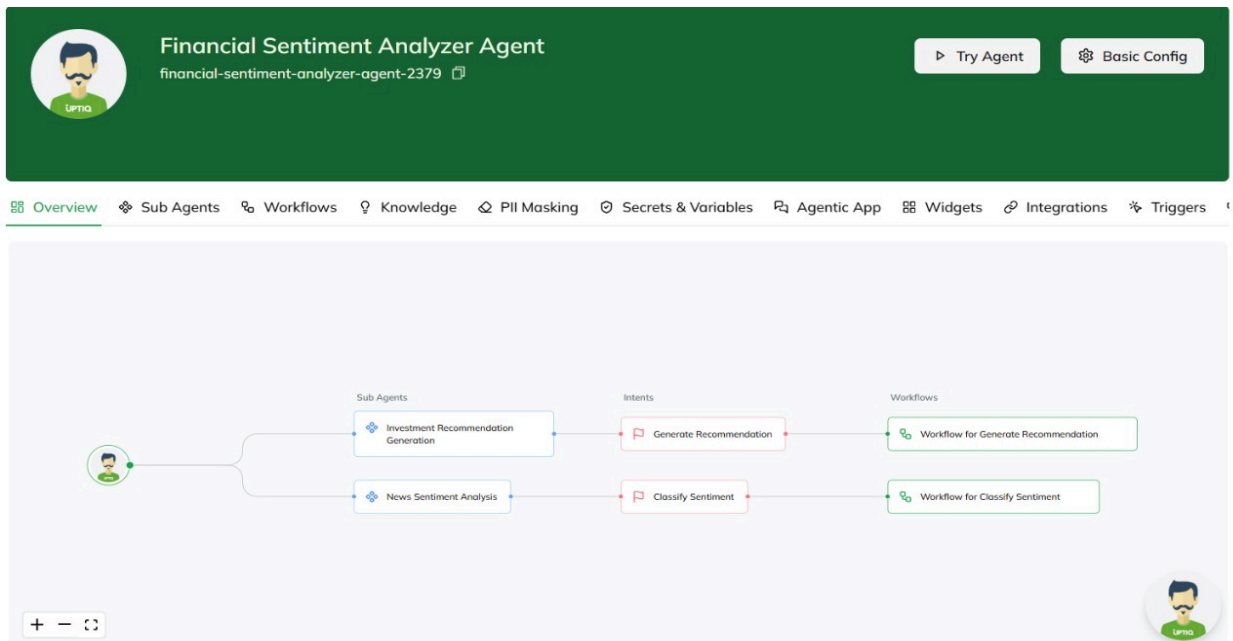 Financial Sentiment Analyzer Agent
financial-sentiment-analyzer-agent-2379
Try Agent
Basic Config
UPTIQ
Overview
Sub Agents
Workflows
Knowledge
PII Masking
Secrets & Variables
Agentic App
Widgets
Integrations
Triggers
Sub Agents
Intents
Workflows
Investment Recommendation
Generation
Generate Recommendation
Workflow for Generate Recommendation
News Sentiment Analysis
Classify Sentiment
Workflow for Classify Sentiment
UPTIQ